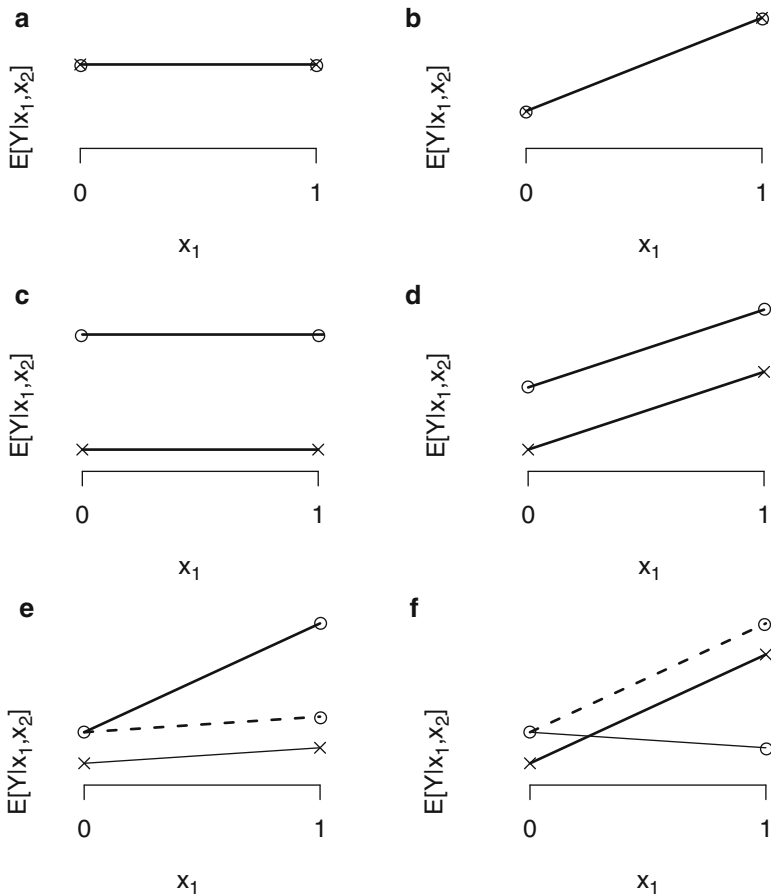 a
E[Y|x₁,x₂]
0 1
x₁
b
E[Y|x₁,x₂]
0 1
x₁
c
E[Y|x₁,x₂]
0 1
x₁
d
E[Y|x₁,x₂]
0 1
x₁
e
E[Y|x₁,x₂]
0 1
x₁
f
E[Y|x₁,x₂]
0 1
x₁